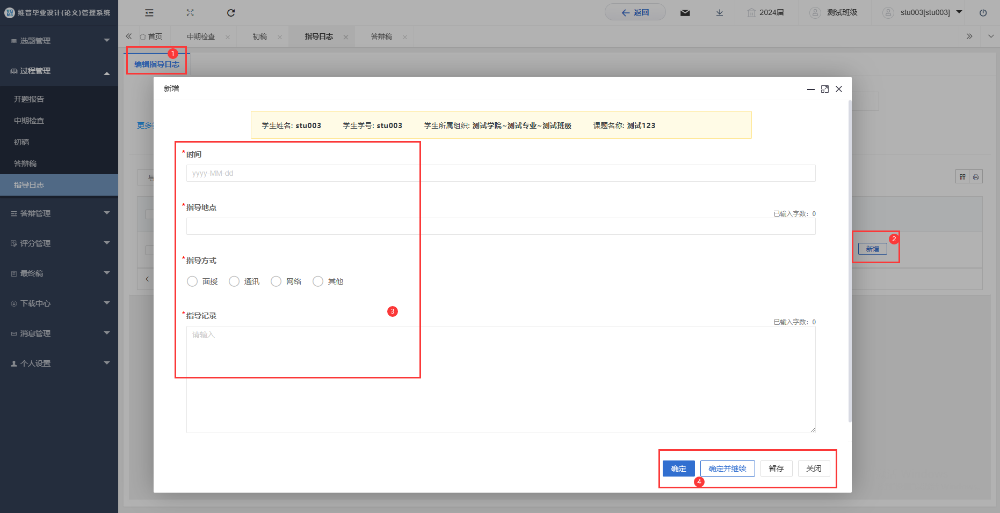 VG MS 维普毕业设计(论文)管理系统
返回
2024届
测试班级
stu003[stu003]
首页
中期检查
初稿
指导日志
答辩稿
选题管理
过程管理
开题报告
中期检查
初稿
答辩稿
指导日志
答辩管理
评分管理
最终稿
下载中心
消息管理
个人设置
编辑指导日志
1
更多
导
新增
学生姓名: stu003 学生学号: stu003 学生所属组织: 测试学院~测试专业~测试班级 课题名称: 测试123
*时间
yyyy-MM-dd
*指导地点
已输入字数: 0
*指导方式
面授 通讯 网络 其他
*指导记录
已输入字数: 0
请输入
3
2
新增
确定 确定并继续 暂存 关闭
4